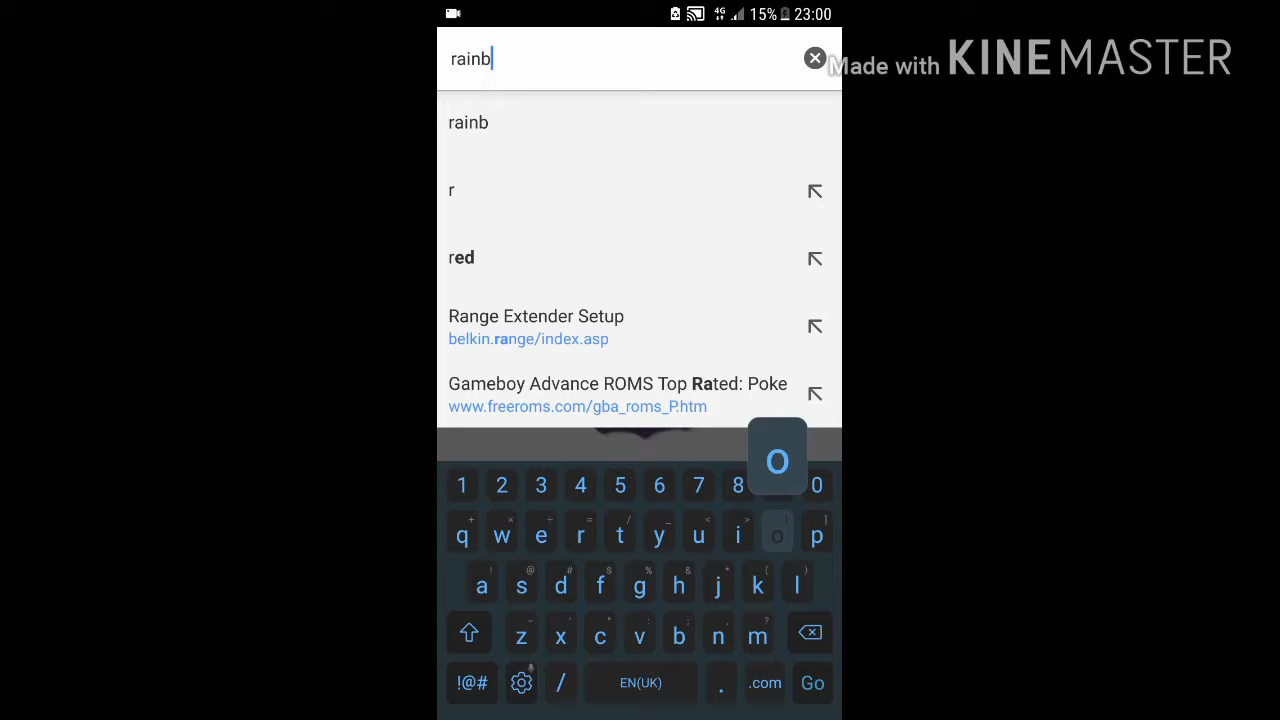 4G 15% 23:00
rainb
Made with KINEMASTER
rainb
r
red
Range Extender Setup
belkin.range/index.asp
Gameboy Advance ROMS Top Rated: Poke
www.freeroms.com/gba_roms_P.htm
o
1 2 3 4 5 6 7 8 0
+ × ÷ = / _ < > ]
q w e r t y u i o p
! @ # $ % & * ( )
a s d f g h j k l
- ' " : ; , ?
z x c v b n m
!@# / EN(UK) . .com Go